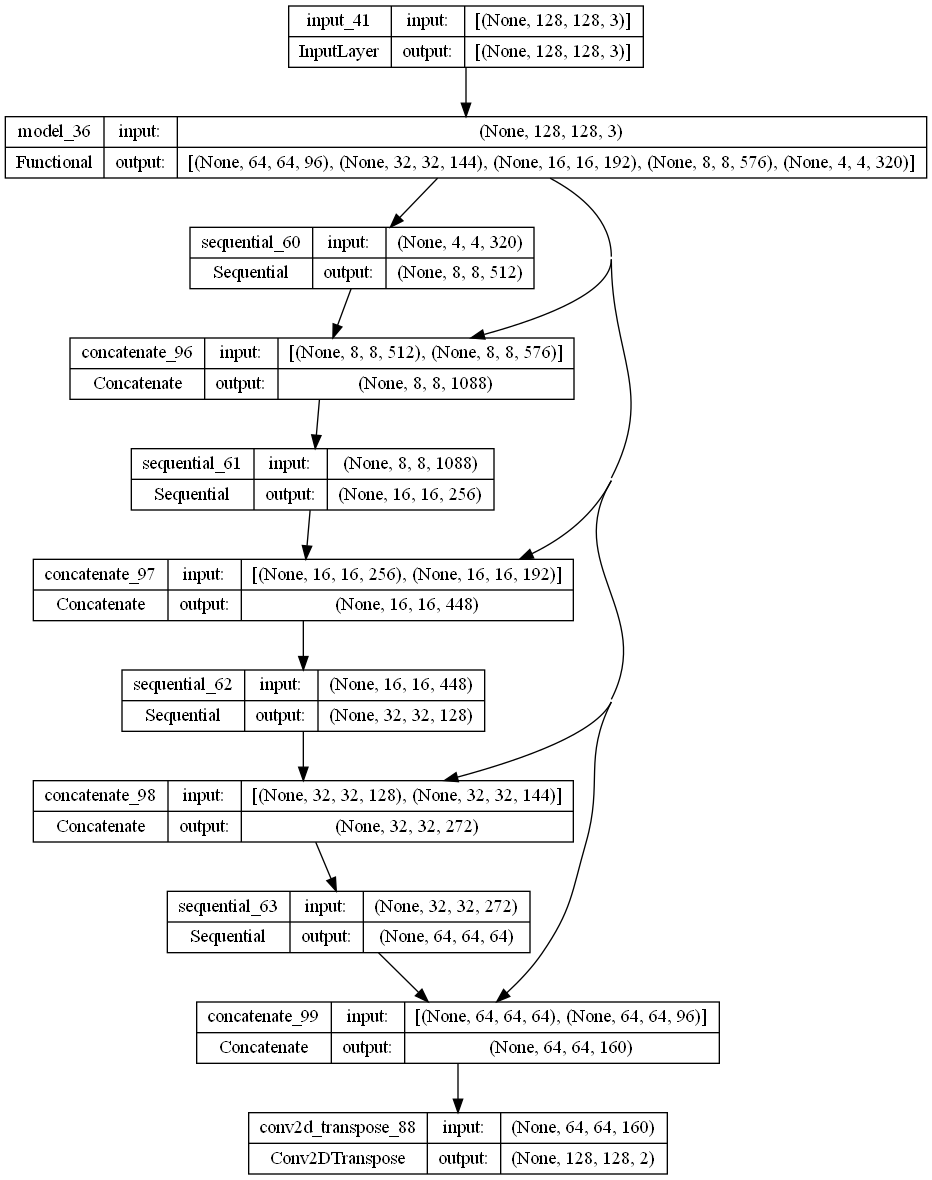 input_41 input: [(None, 128, 128, 3)]
InputLayer output: [(None, 128, 128, 3)]
model_36 input: (None, 128, 128, 3)
Functional output: [(None, 64, 64, 96), (None, 32, 32, 144), (None, 16, 16, 192), (None, 8, 8, 576), (None, 4, 4, 320)]
sequential_60 input: (None, 4, 4, 320)
Sequential output: (None, 8, 8, 512)
concatenate_96 input: [(None, 8, 8, 512), (None, 8, 8, 576)]
Concatenate output: (None, 8, 8, 1088)
sequential_61 input: (None, 8, 8, 1088)
Sequential output: (None, 16, 16, 256)
concatenate_97 input: [(None, 16, 16, 256), (None, 16, 16, 192)]
Concatenate output: (None, 16, 16, 448)
sequential_62 input: (None, 16, 16, 448)
Sequential output: (None, 32, 32, 128)
concatenate_98 input: [(None, 32, 32, 128), (None, 32, 32, 144)]
Concatenate output: (None, 32, 32, 272)
sequential_63 input: (None, 32, 32, 272)
Sequential output: (None, 64, 64, 64)
concatenate_99 input: [(None, 64, 64, 64), (None, 64, 64, 96)]
Concatenate output: (None, 64, 64, 160)
conv2d_transpose_88 input: (None, 64, 64, 160)
Conv2DTranspose output: (None, 128, 128, 2)